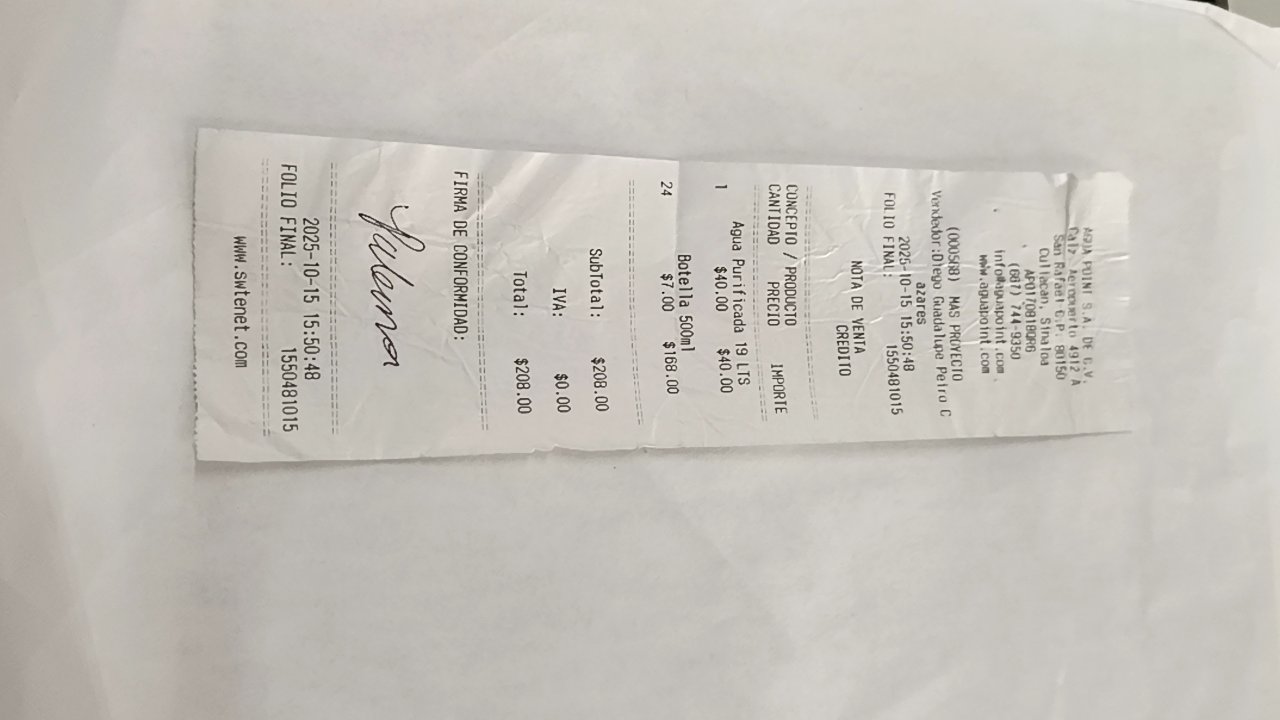 AGUA POINT S.A. DE C.V.
Calz. Aeropuerto 4912 A
San Rafael C.P. 80150
Culiacan, Sinaloa
APO170818DR6
(667) 744-9350
info@aguapoint.com
www.aguapoint.com
(000508) MAS PROYECTO
Vendedor:Diego Guadalupe Peiro C
azares
2025-10-15 15:50:48
FOLIO FINAL: 1550481015
NOTA DE VENTA
CREDITO
CONCEPTO / PRODUCTO
CANTIDAD PRECIO IMPORTE
Agua Purificada 19 LTS
1 $40.00 $40.00
Botella 500ml
24 $7.00 $168.00
SubTotal: $208.00
IVA: $0.00
Total: $208.00
FIRMA DE CONFORMIDAD:
2025-10-15 15:50:48
FOLIO FINAL: 1550481015
www.swtenet.com